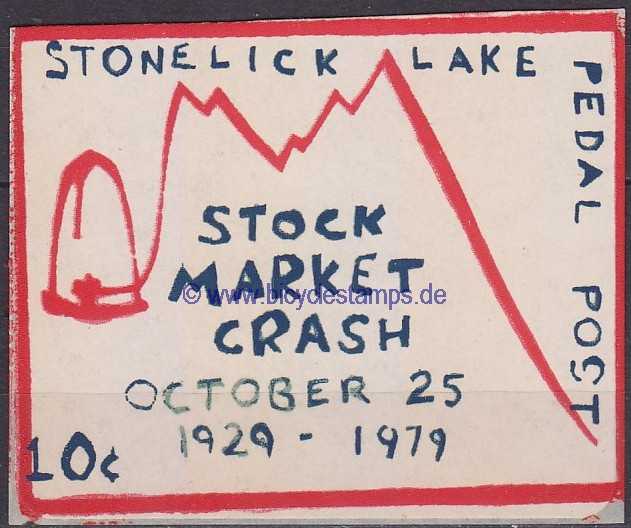 STONELICK LAKE
PEDAL POST
STOCK
MARKET
© www.bicyclestamps.de
CRASH
OCTOBER 25
1929 - 1979
10¢